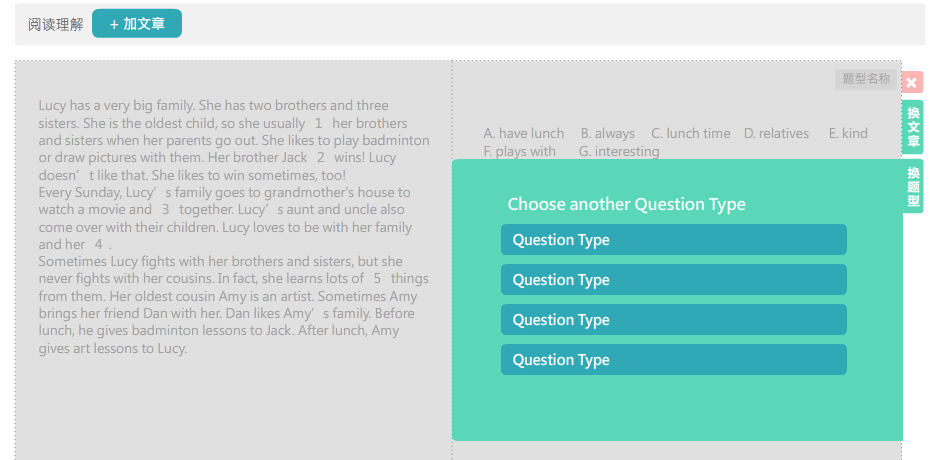 阅读理解 + 加文章
题型名称
Lucy has a very big family. She has two brothers and three
sisters. She is the oldest child, so she usually 1 her brothers
and sisters when her parents go out. She likes to play badminton
or draw pictures with them. Her brother Jack 2 wins! Lucy
doesn’t like that. She likes to win sometimes, too!
Every Sunday, Lucy’s family goes to grandmother's house to
watch a movie and 3 together. Lucy’s aunt and uncle also
come over with their children. Lucy loves to be with her family
and her 4 .
Sometimes Lucy fights with her brothers and sisters, but she
never fights with her cousins. In fact, she learns lots of 5 things
from them. Her oldest cousin Amy is an artist. Sometimes Amy
brings her friend Dan with her. Dan likes Amy’s family. Before
lunch, he gives badminton lessons to Jack. After lunch, Amy
gives art lessons to Lucy.
A. have lunch B. always C. lunch time D. relatives E. kind
F. plays with G. interesting
Choose another Question Type
Question Type
Question Type
Question Type
Question Type
换文章
换题型